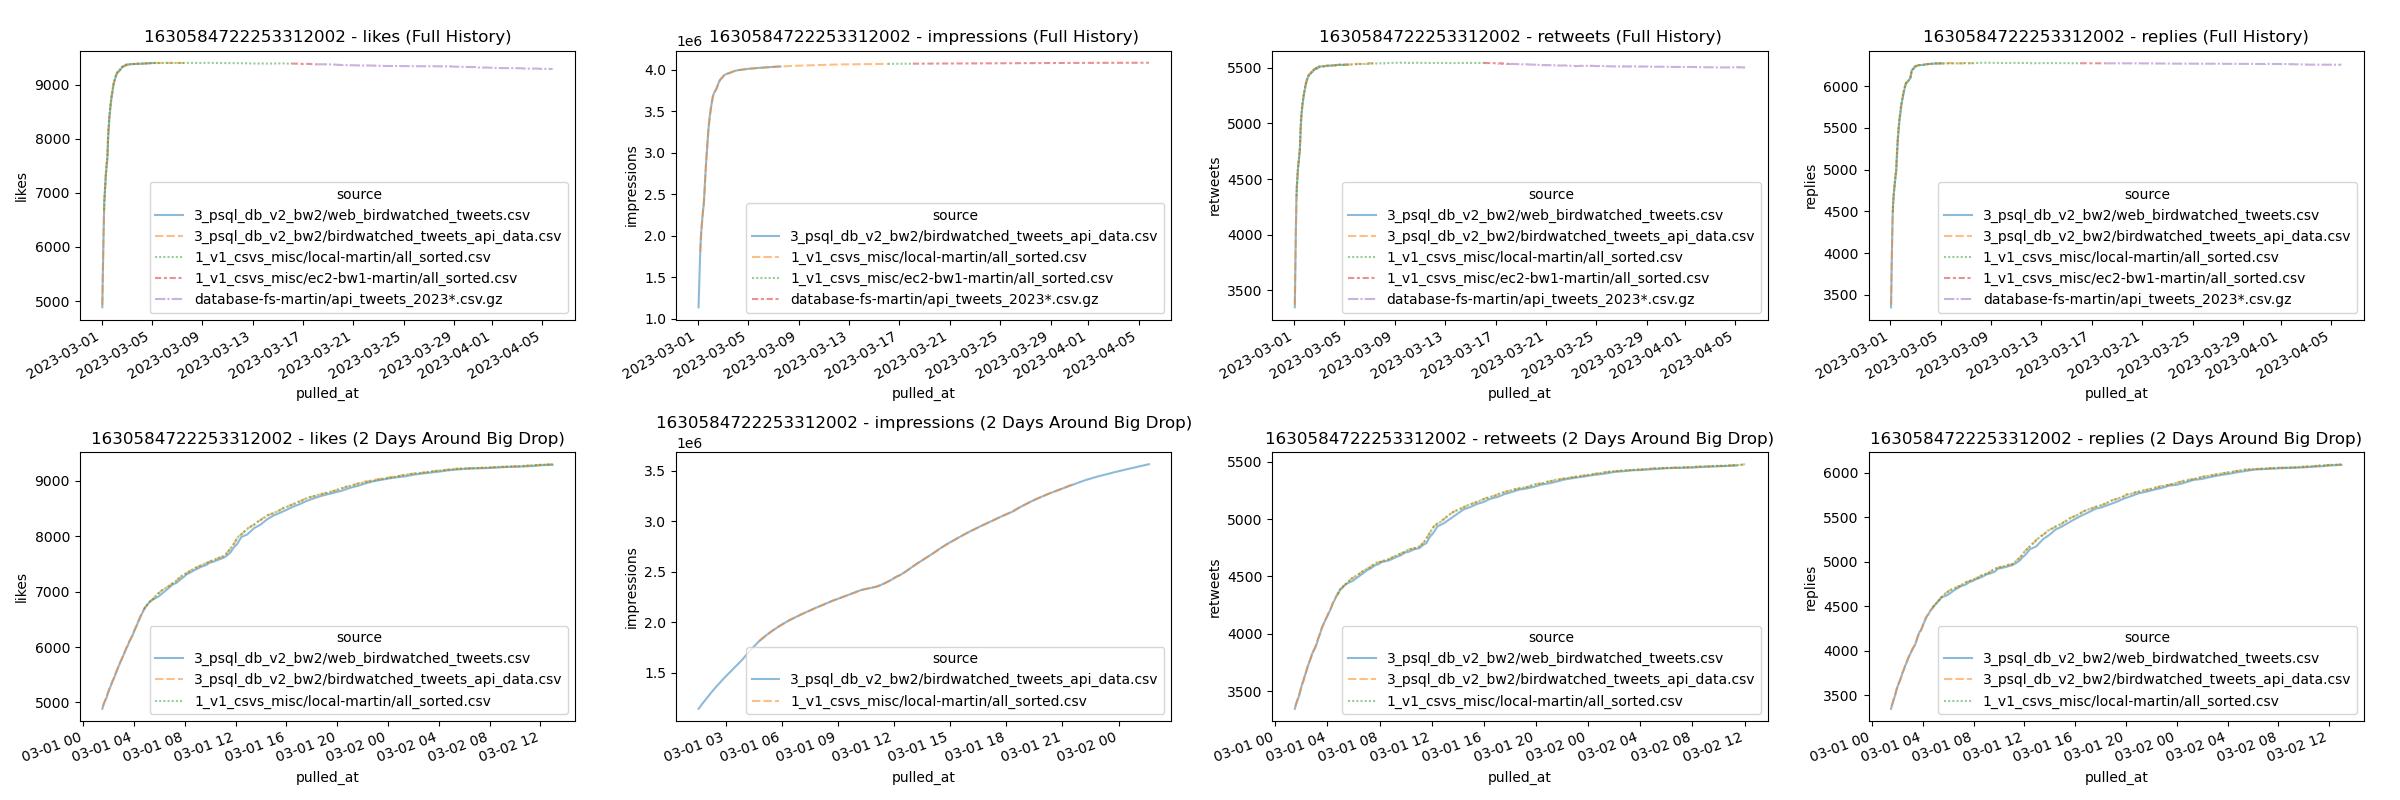 1630584722253312002 - likes (Full History)
likes
9000
8000
7000
6000
5000
source
3_psql_db_v2_bw2/web_birdwatched_tweets.csv
3_psql_db_v2_bw2/birdwatched_tweets_api_data.csv
1_v1_csvs_misc/local-martin/all_sorted.csv
1_v1_csvs_misc/ec2-bw1-martin/all_sorted.csv
database-fs-martin/api_tweets_2023*.csv.gz
2023-03-01
2023-03-05
2023-03-09
2023-03-13
2023-03-17
2023-03-21
2023-03-25
2023-03-29
2023-04-01
2023-04-05
pulled_at
1630584722253312002 - impressions (Full History)
1e6
impressions
4.0
3.5
3.0
2.5
2.0
1.5
1.0
source
3_psql_db_v2_bw2/birdwatched_tweets_api_data.csv
1_v1_csvs_misc/local-martin/all_sorted.csv
1_v1_csvs_misc/ec2-bw1-martin/all_sorted.csv
database-fs-martin/api_tweets_2023*.csv.gz
2023-03-01
2023-03-05
2023-03-09
2023-03-13
2023-03-17
2023-03-21
2023-03-25
2023-03-29
2023-04-01
2023-04-05
pulled_at
1630584722253312002 - retweets (Full History)
retweets
5500
5000
4500
4000
3500
source
3_psql_db_v2_bw2/web_birdwatched_tweets.csv
3_psql_db_v2_bw2/birdwatched_tweets_api_data.csv
1_v1_csvs_misc/local-martin/all_sorted.csv
1_v1_csvs_misc/ec2-bw1-martin/all_sorted.csv
database-fs-martin/api_tweets_2023*.csv.gz
2023-03-01
2023-03-05
2023-03-09
2023-03-13
2023-03-17
2023-03-21
2023-03-25
2023-03-29
2023-04-01
2023-04-05
pulled_at
1630584722253312002 - replies (Full History)
replies
6000
5500
5000
4500
4000
3500
source
3_psql_db_v2_bw2/web_birdwatched_tweets.csv
3_psql_db_v2_bw2/birdwatched_tweets_api_data.csv
1_v1_csvs_misc/local-martin/all_sorted.csv
1_v1_csvs_misc/ec2-bw1-martin/all_sorted.csv
database-fs-martin/api_tweets_2023*.csv.gz
2023-03-01
2023-03-05
2023-03-09
2023-03-13
2023-03-17
2023-03-21
2023-03-25
2023-03-29
2023-04-01
2023-04-05
pulled_at
1630584722253312002 - likes (2 Days Around Big Drop)
likes
9000
8000
7000
6000
5000
source
3_psql_db_v2_bw2/web_birdwatched_tweets.csv
3_psql_db_v2_bw2/birdwatched_tweets_api_data.csv
1_v1_csvs_misc/local-martin/all_sorted.csv
03-01 00
03-01 04
03-01 08
03-01 12
03-01 16
03-01 20
03-02 00
03-02 04
03-02 08
03-02 12
pulled_at
1630584722253312002 - impressions (2 Days Around Big Drop)
1e6
impressions
3.5
3.0
2.5
2.0
1.5
source
3_psql_db_v2_bw2/birdwatched_tweets_api_data.csv
1_v1_csvs_misc/local-martin/all_sorted.csv
03-01 03
03-01 06
03-01 09
03-01 12
03-01 15
03-01 18
03-01 21
03-02 00
pulled_at
1630584722253312002 - retweets (2 Days Around Big Drop)
retweets
5500
5000
4500
4000
3500
source
3_psql_db_v2_bw2/web_birdwatched_tweets.csv
3_psql_db_v2_bw2/birdwatched_tweets_api_data.csv
1_v1_csvs_misc/local-martin/all_sorted.csv
03-01 00
03-01 04
03-01 08
03-01 12
03-01 16
03-01 20
03-02 00
03-02 04
03-02 08
03-02 12
pulled_at
1630584722253312002 - replies (2 Days Around Big Drop)
replies
6000
5500
5000
4500
4000
3500
source
3_psql_db_v2_bw2/web_birdwatched_tweets.csv
3_psql_db_v2_bw2/birdwatched_tweets_api_data.csv
1_v1_csvs_misc/local-martin/all_sorted.csv
03-01 00
03-01 04
03-01 08
03-01 12
03-01 16
03-01 20
03-02 00
03-02 04
03-02 08
03-02 12
pulled_at